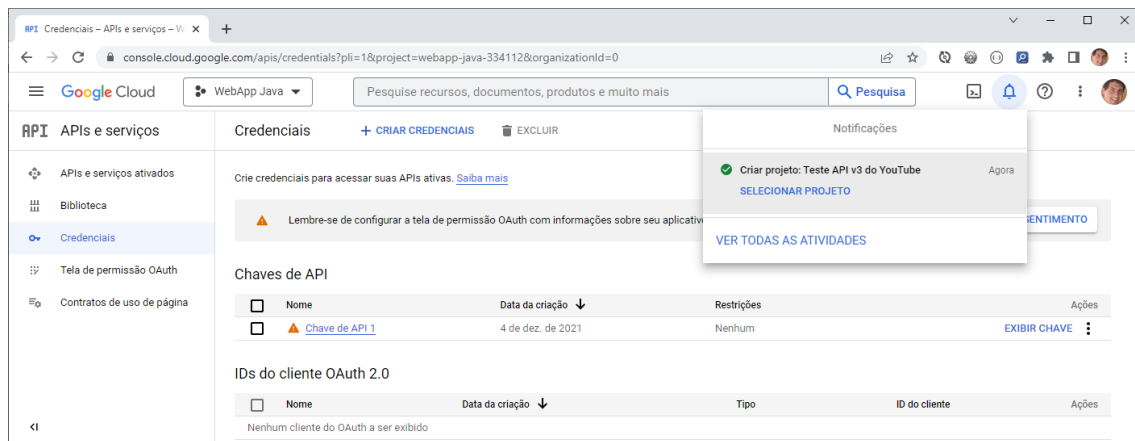 API Credenciais – APIs e serviços – W
console.cloud.google.com/apis/credentials?pli=1&project=webapp-java-334112&organizationId=0
Google Cloud
WebApp Java
Pesquise recursos, documentos, produtos e muito mais
Pesquisa
API APIs e serviços
Credenciais
+ CRIAR CREDENCIAIS
EXCLUIR
Notificações
Criar projeto: Teste API v3 do YouTube
Agora
SELECIONAR PROJETO
VER TODAS AS ATIVIDADES
APIs e serviços ativados
Biblioteca
Credenciais
Tela de permissão OAuth
Contratos de uso de página
Crie credenciais para acessar suas APIs ativas. Saiba mais
Lembre-se de configurar a tela de permissão OAuth com informações sobre seu aplicativ
SENTIMENTO
Chaves de API
Nome Data da criação Restrições Ações
Chave de API 1 4 de dez. de 2021 Nenhum EXIBIR CHAVE
IDs do cliente OAuth 2.0
Nome Data da criação Tipo ID do cliente Ações
Nenhum cliente do OAuth a ser exibido